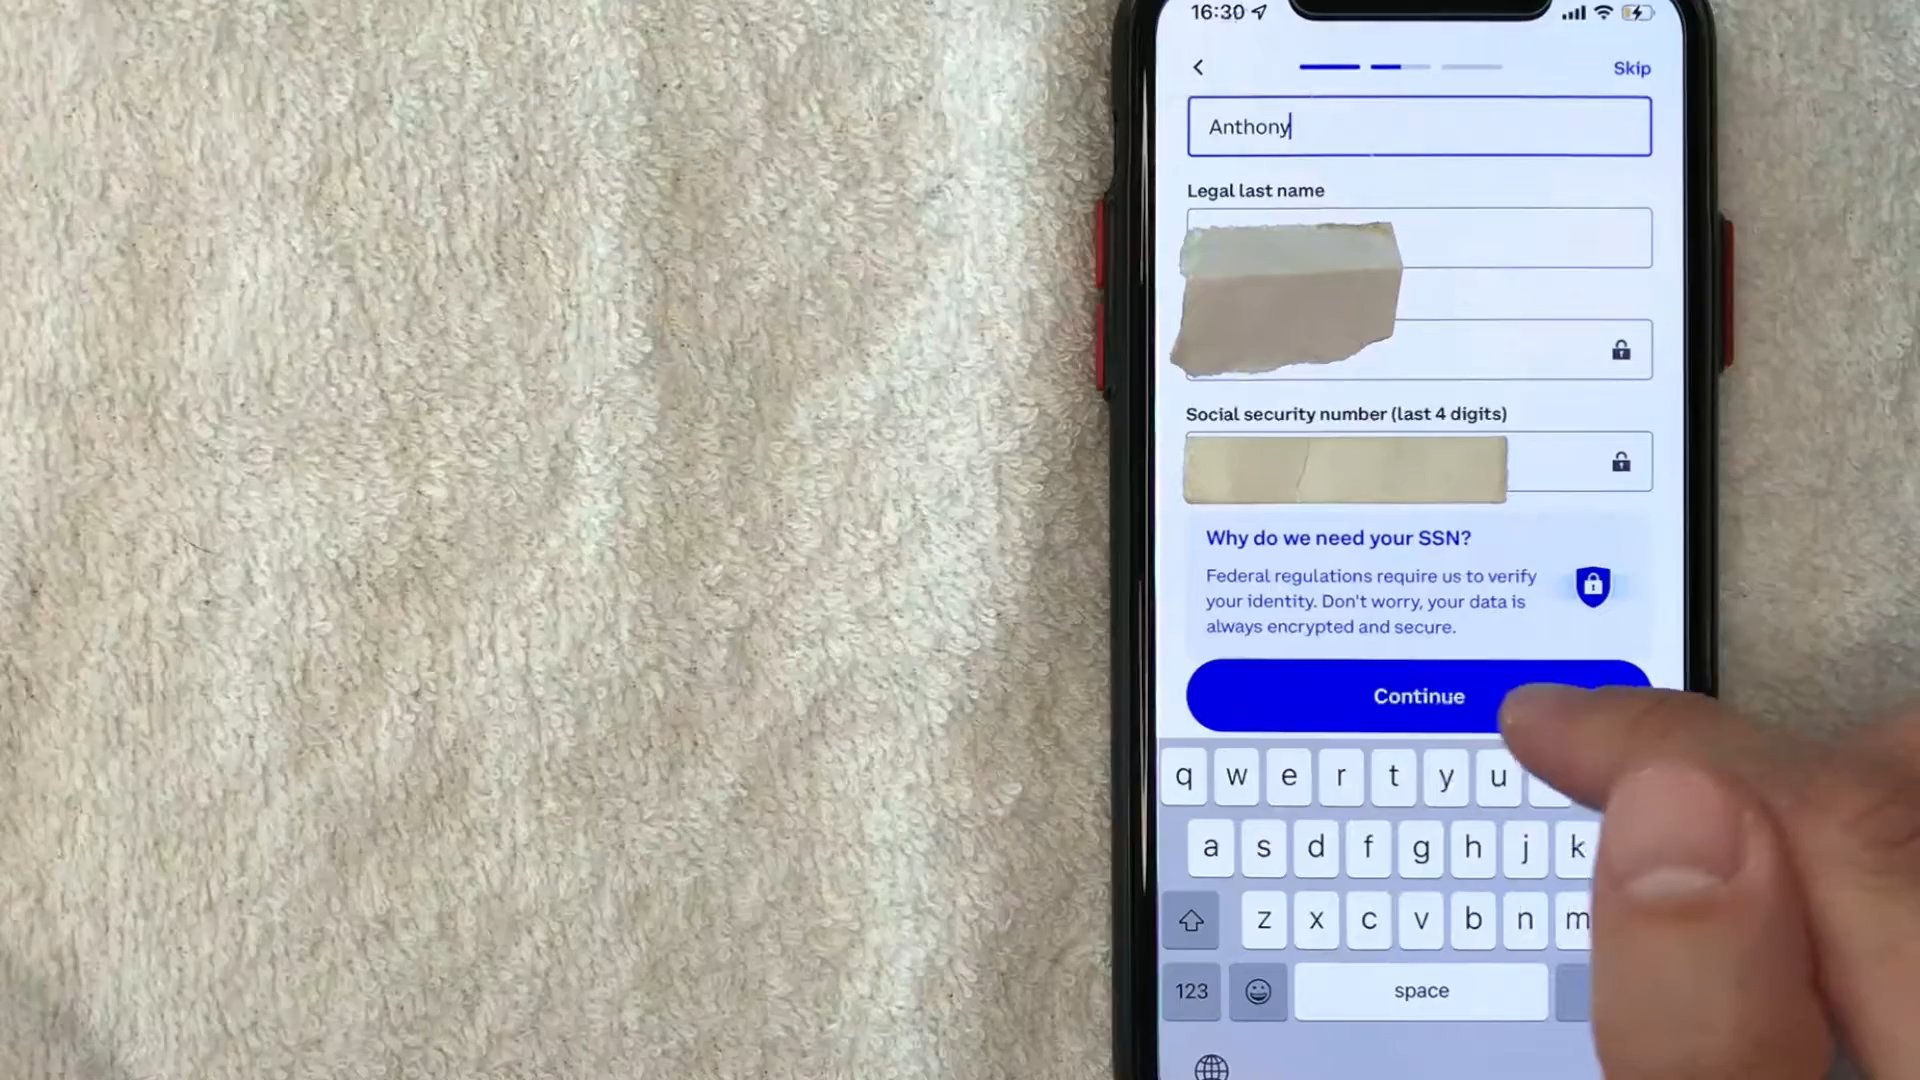 16:30
Skip
Anthony
Legal last name
Social security number (last 4 digits)
Why do we need your SSN?
Federal regulations require us to verify
your identity. Don't worry, your data is
always encrypted and secure.
Continue
q w e r t y u
a s d f g h j k
z x c v b n m
123 space